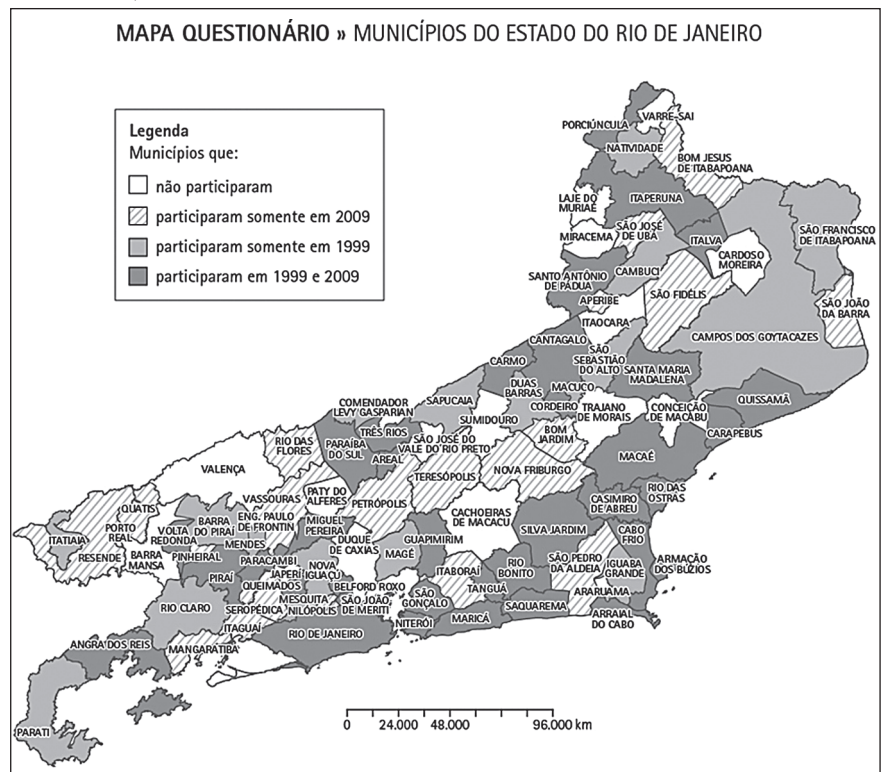 MAPA QUESTIONÁRIO » MUNICÍPIOS DO ESTADO DO RIO DE JANEIRO
Legenda
Municípios que:
não participaram
participaram somente em 2009
participaram somente em 1999
participaram em 1999 e 2009
VARRE-SAI
PORCIÚNCULA
NATIVIDADE
BOM JESUS
DE ITABAPOANA
LAJE DO
MURIAÉ
ITAPERUNA
MIRACEMA
SÃO JOSÉ
DE UBÁ
ITALVA
CARDOSO
MOREIRA
SÃO FRANCISCO
DE ITABAPOANA
SANTO ANTÔNIO
DE PÁDUA
CAMBUCI
APERIBE
SÃO FIDÉLIS
SÃO JOÃO
DA BARRA
ITAOCARA
CAMPOS DOS GOYTACAZES
CANTAGALO
CARMO
SÃO
SEBASTIÃO
DO ALTO
SANTA MARIA
MADALENA
DUAS
BARRAS
MACUCO
CORDEIRO
TRAJANO
DE MORAIS
CONCEIÇÃO
DE MACABU
QUISSAMÃ
CARAPEBUS
COMENDADOR
LEVY GASPARIAN
SAPUCAIA
SUMIDOURO
TRÊS RIOS
PARAÍBA
DO SUL
AREAL
SÃO JOSÉ DO
VALE DO RIO PRETO
BOM
JARDIM
RIO DAS
FLORES
VALENÇA
NOVA FRIBURGO
MACAÉ
TERESÓPOLIS
PETRÓPOLIS
PATY DO
ALFERES
VASSOURAS
RIO DAS
OSTRAS
CASIMIRO
DE ABREU
CACHOEIRAS
DE MACACU
QUATIS
PORTO
REAL
ITATIAIA
RESENDE
BARRA
MANSA
VOLTA
REDONDA
BARRA
DO PIRAÍ
ENG. PAULO
DE FRONTIN
MENDES
MIGUEL
PEREIRA
DUQUE
DE CAXIAS
MAGÉ
GUAPIMIRIM
SILVA JARDIM
CABO
FRIO
PINHEIRAL
PIRAÍ
PARACAMBI
JAPERÍ
QUEIMADOS
NOVA
IGUAÇÚ
BELFORD ROXO
ITABORAÍ
TANGUÁ
RIO
BONITO
SÃO PEDRO
DA ALDEIA
IGUABA
GRANDE
ARMAÇÃO
DOS BÚZIOS
RIO CLARO
SEROPÉDICA
MESQUITA
NILÓPOLIS
SÃO JOÃO
DE MERITI
SÃO
GONÇALO
SAQUAREMA
ARARUAMA
ARRAIAL
DO CABO
ITAGUAÍ
RIO DE JANEIRO
NITERÓI
MARICÁ
ANGRA DOS REIS
MANGARATIBA
PARATI
0 24.000 48.000 96.000 km